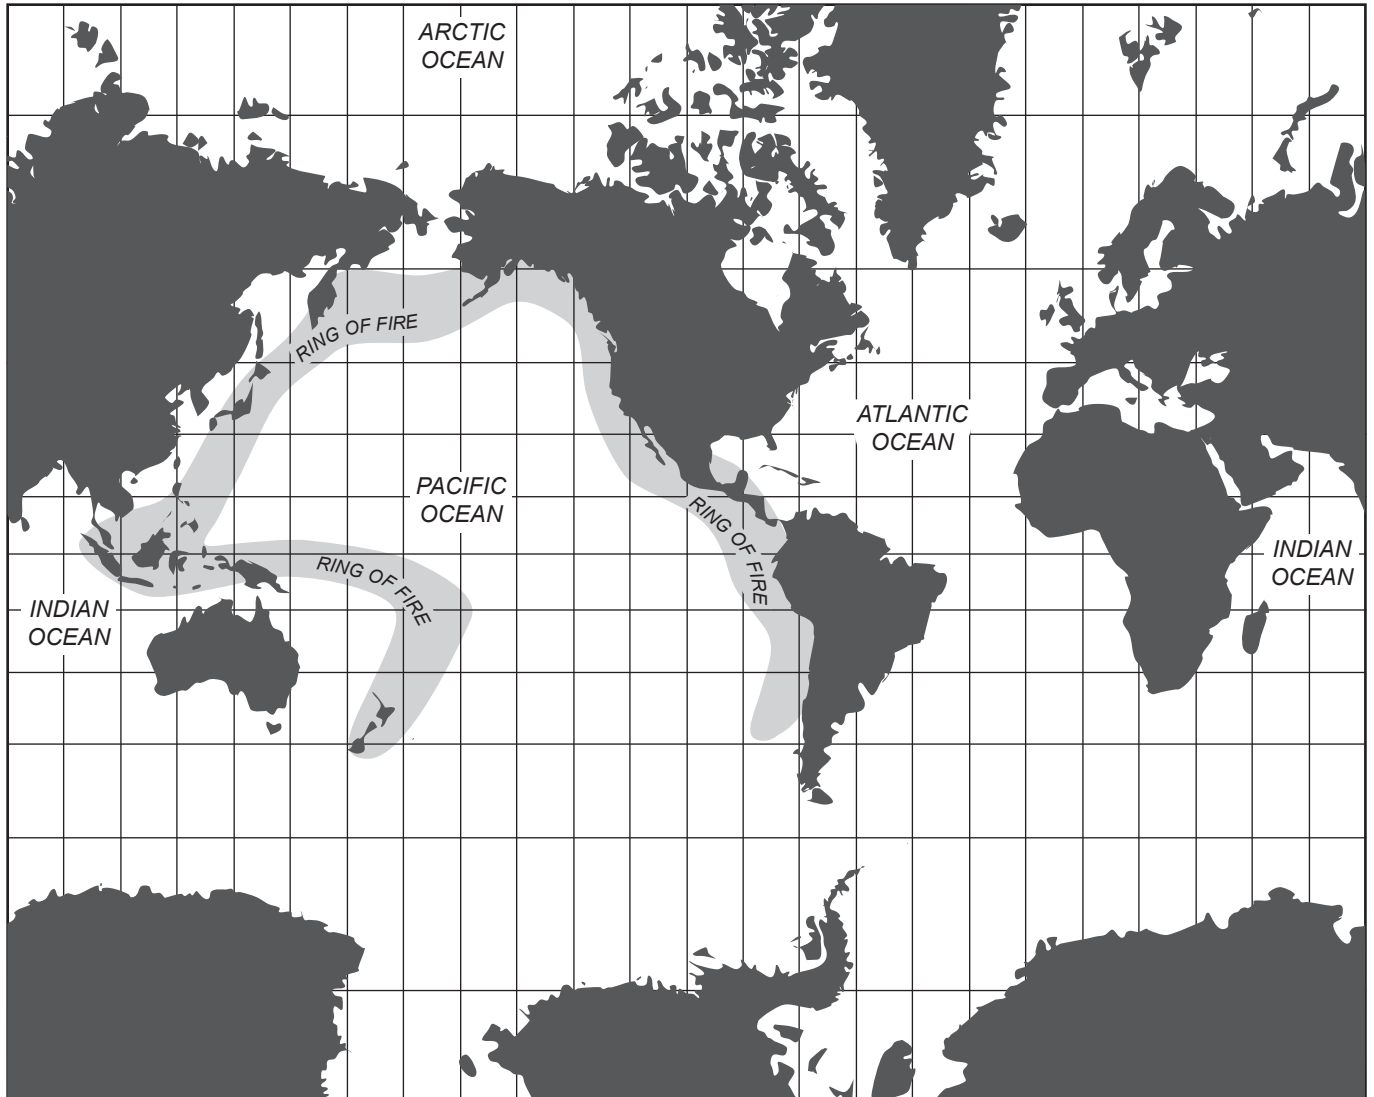 ARCTIC
OCEAN
RING OF FIRE
ATLANTIC
OCEAN
PACIFIC
OCEAN
RING OF FIRE
RING OF FIRE
INDIAN
OCEAN
INDIAN
OCEAN